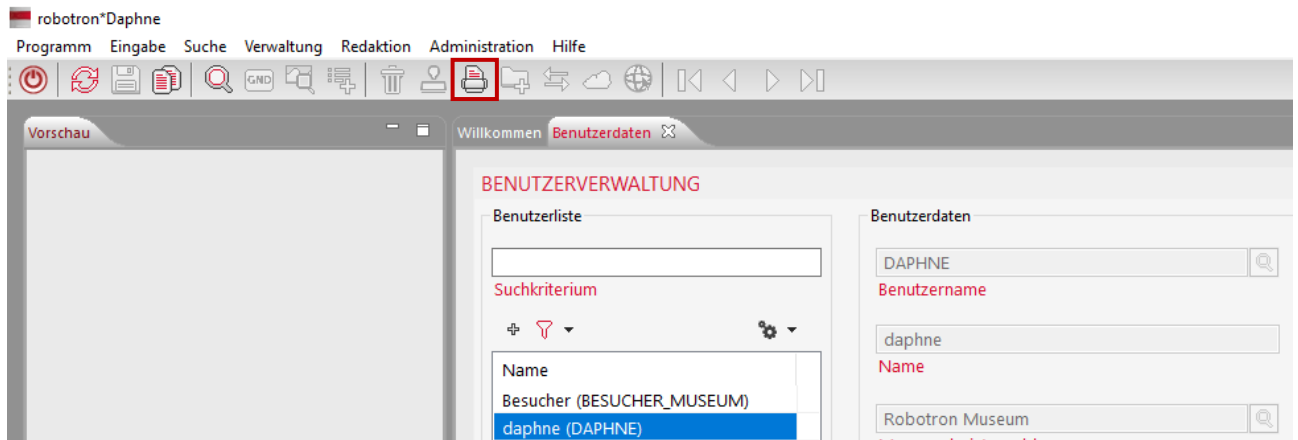 robotron*Daphne
Programm Eingabe Suche Verwaltung Redaktion Administration Hilfe
GND
Vorschau
Willkommen Benutzerdaten
BENUTZERVERWALTUNG
Benutzerliste
Suchkriterium
Name
Besucher (BESUCHER_MUSEUM)
daphne (DAPHNE)
Benutzerdaten
DAPHNE
Benutzername
daphne
Name
Robotron Museum